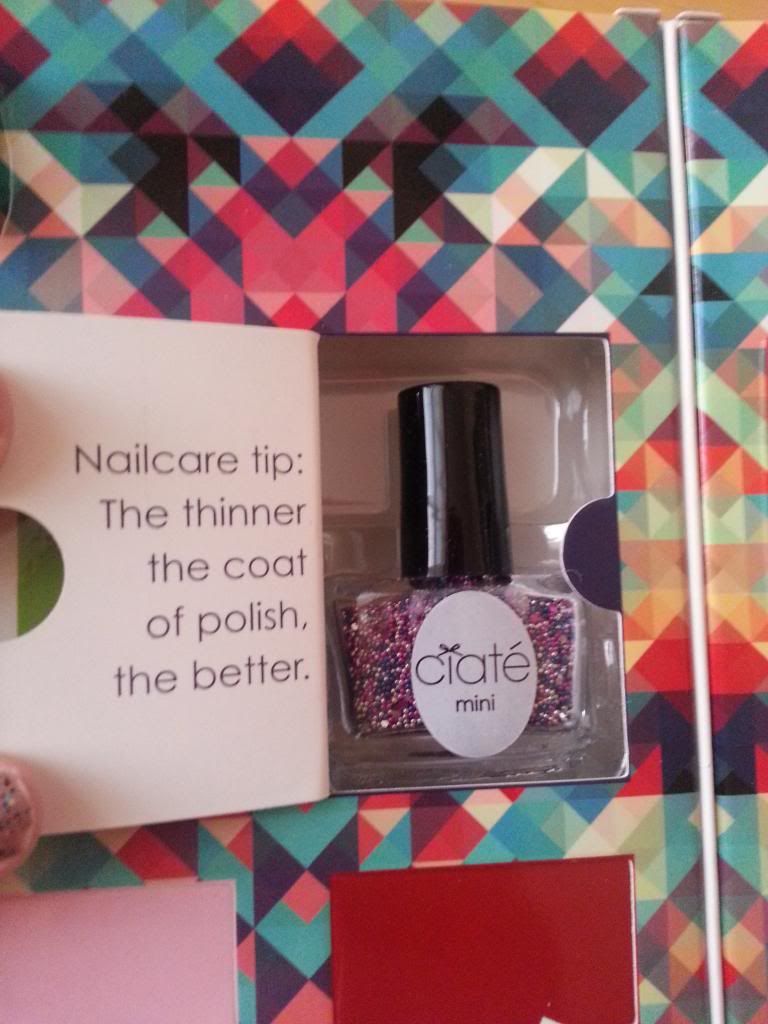 Nailcare tip:
The thinner
the coat
of polish,
the better.
ciaté
mini